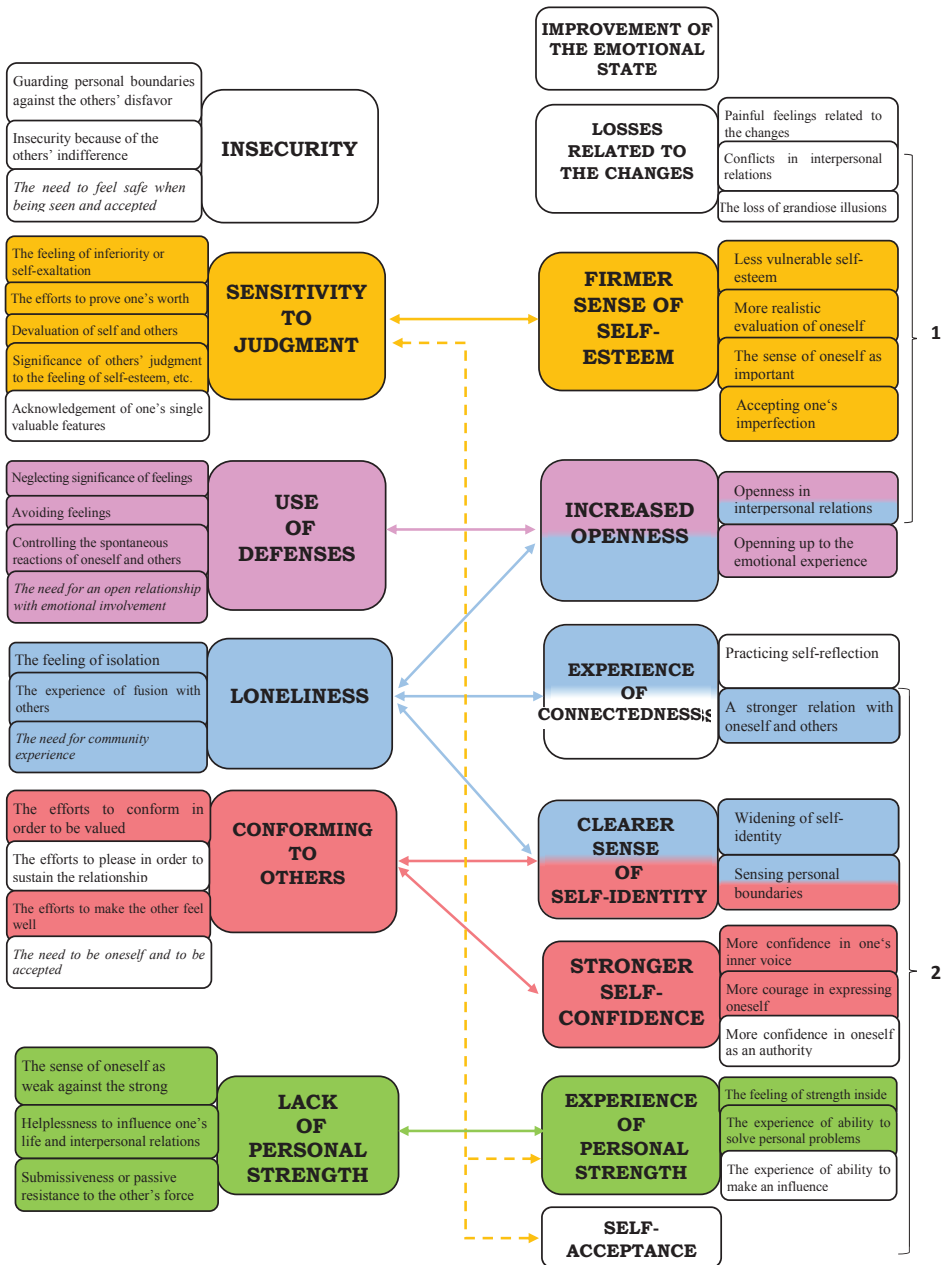 IMPROVEMENT OF
THE EMOTIONAL
STATE
Guarding personal boundaries
against the others' disfavor
Insecurity because of the
others' indifference
The need to feel safe when
being seen and accepted
INSECURITY
LOSSES
RELATED TO
THE CHANGES
Painful feelings related to
the changes
Conflicts in interpersonal
relations
The loss of grandiose illusions
The feeling of inferiority or
self-exaltation
The efforts to prove one's worth
Devaluation of self and others
Significance of others' judgment
to the feeling of self-esteem, etc.
Acknowledgement of one's single
valuable features
SENSITIVITY
TO
JUDGMENT
FIRMER
SENSE OF
SELF-
ESTEEM
Less vulnerable self-
esteem
More realistic
evaluation of oneself
The sense of oneself as
important
Accepting one's
imperfection
1
Neglecting significance of feelings
Avoiding feelings
Controlling the spontaneous
reactions of oneself and others
The need for an open relationship
with emotional involvement
USE
OF
DEFENSES
INCREASED
OPENNESS
Openness in
interpersonal relations
Openning up to the
emotional experience
The feeling of isolation
The experience of fusion with
others
The need for community
experience
LONELINESS
EXPERIENCE
OF
CONNECTEDNESS
Practicing self-reflection
A stronger relation with
oneself and others
The efforts to conform in
order to be valued
The efforts to please in order to
sustain the relationship
The efforts to make the other feel
well
The need to be oneself and to be
accepted
CONFORMING
TO
OTHERS
CLEARER
SENSE
OF
SELF-IDENTITY
Widening of self-
identity
Sensing personal
boundaries
STRONGER
SELF-
CONFIDENCE
More confidence in one's
inner voice
More courage in expressing
oneself
More confidence in oneself
as an authority
2
The sense of oneself as
weak against the strong
Helplessness to influence one's
life and interpersonal relations
Submissiveness or passive
resistance to the other's force
LACK
OF
PERSONAL
STRENGTH
EXPERIENCE
OF
PERSONAL
STRENGTH
The feeling of strength inside
The experience of ability to
solve personal problems
The experience of ability to
make an influence
SELF-
ACCEPTANCE